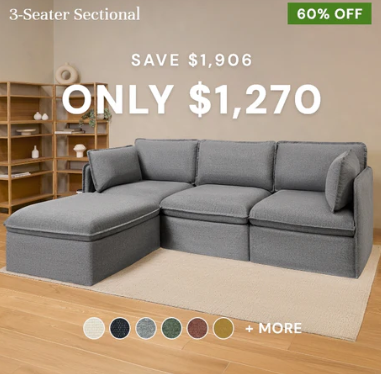 3-Seater Sectional
60% OFF
SAVE $1,906
ONLY $1,270
+ MORE